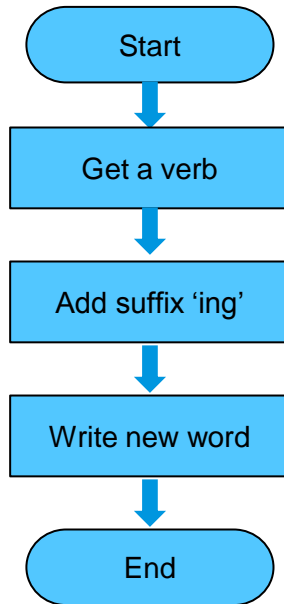 Start
Get a verb
Add suffix ‘ing’
Write new word
End